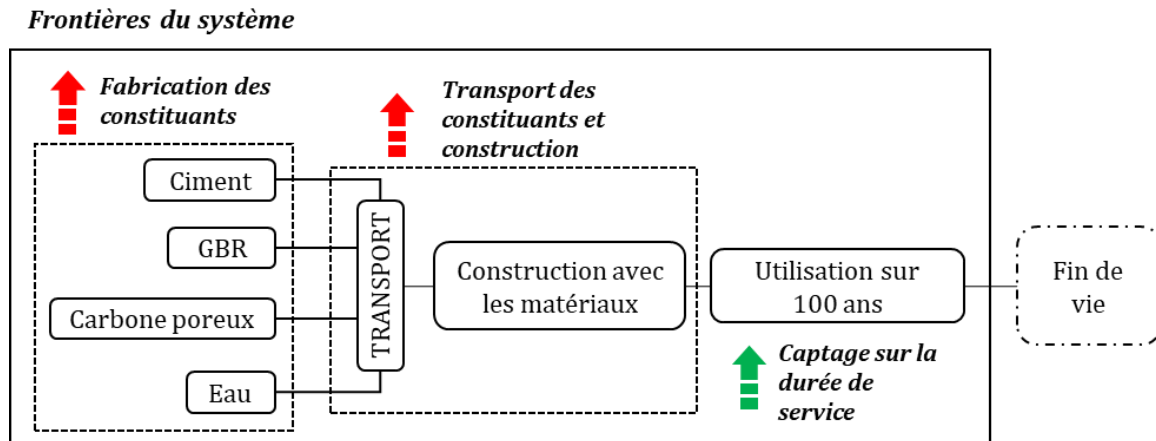 Frontières du système
Fabrication des
constituants
Transport des
constituants et
construction
Ciment
GBR
Carbone poreux
Eau
TRANSPORT
Construction avec
les matériaux
Utilisation sur
100 ans
Fin de
vie
Captage sur la
durée de
service